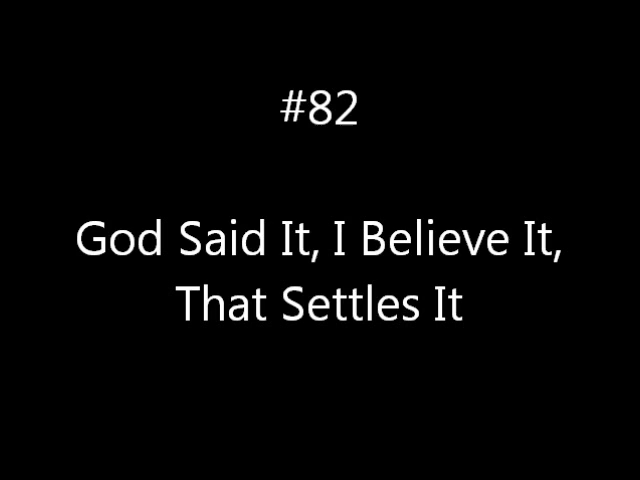 #82
God Said It, I Believe It,
That Settles It